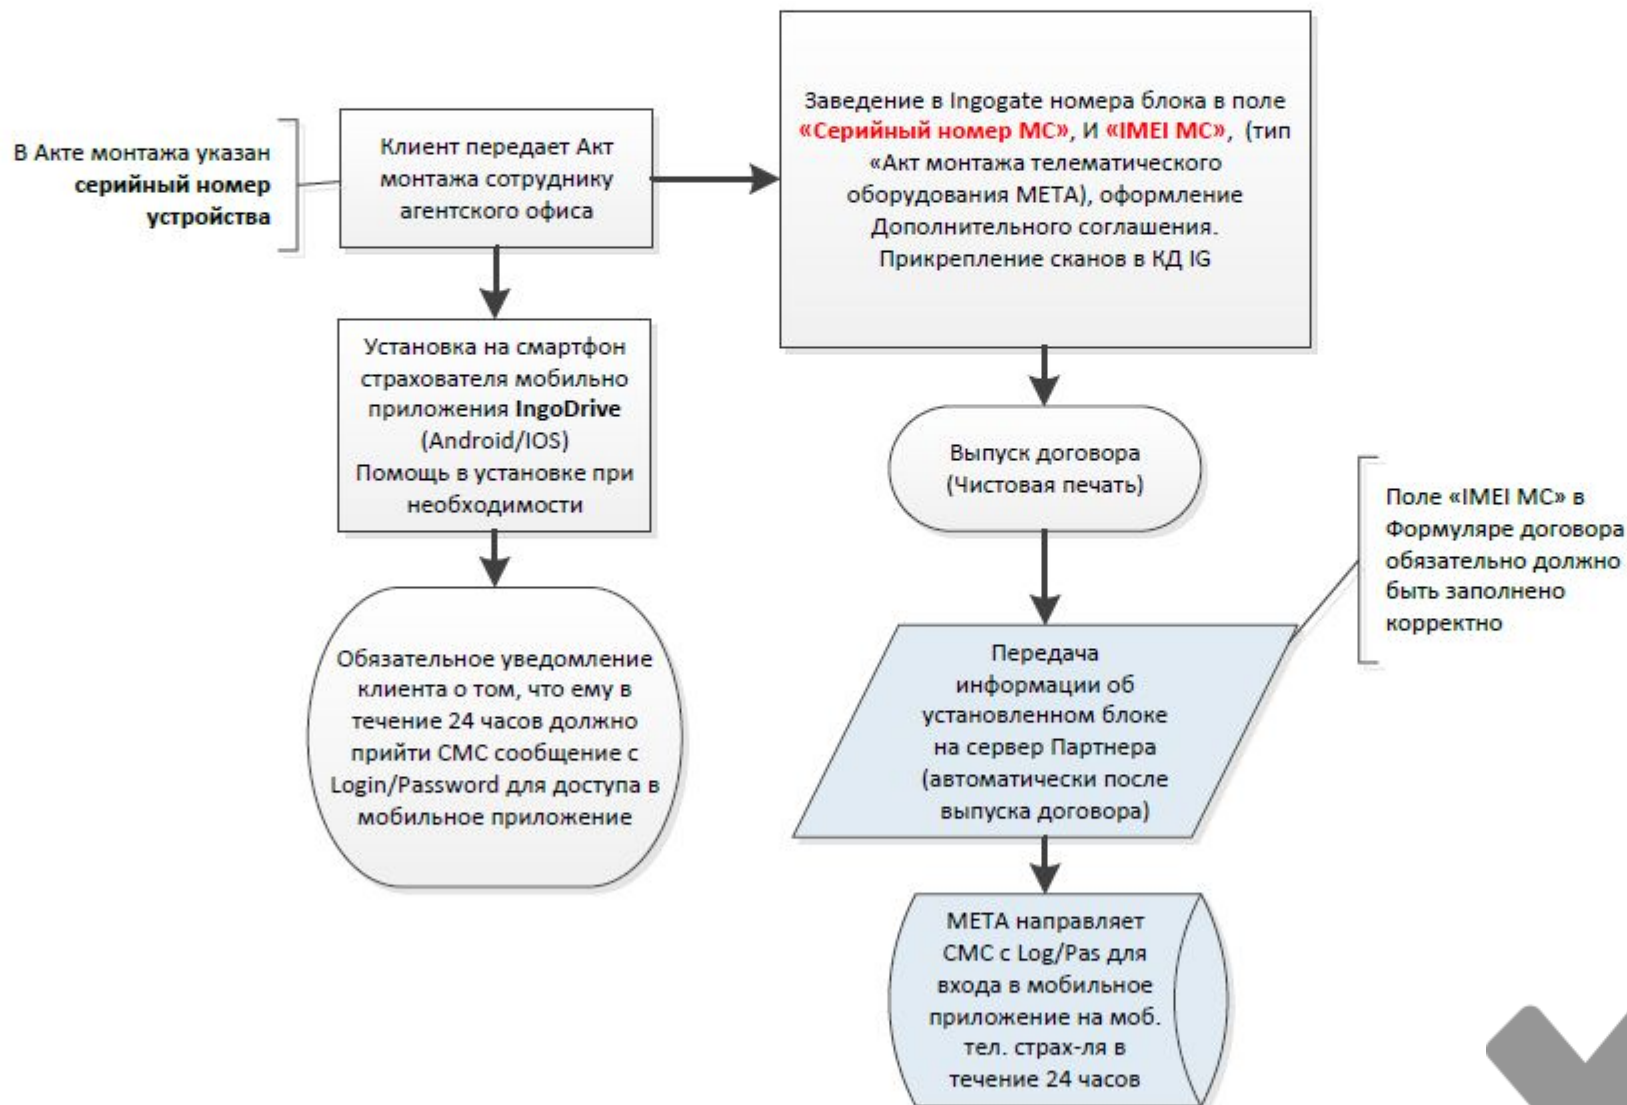 В Акте монтажа указан
серийный номер
устройства
Клиент передает Акт
монтажа сотруднику
агентского офиса
Заведение в Ingogate номера блока в поле
«Серийный номер МС», И «IMEI МС», (тип
«Акт монтажа телематического
оборудования МЕТА), оформление
Дополнительного соглашения.
Прикрепление сканов в КД IG
Установка на смартфон
страхователя мобильно
приложения IngoDrive
(Android/IOS)
Помощь в установке при
необходимости
Выпуск договора
(Чистовая печать)
Поле «IMEI МС» в
Формуляре договора
обязательно должно
быть заполнено
корректно
Обязательное уведомление
клиента о том, что ему в
течение 24 часов должно
прийти СМС сообщение с
Login/Password для доступа в
мобильное приложение
Передача
информации об
установленном блоке
на сервер Партнера
(автоматически после
выпуска договора)
МЕТА направляет
СМС с Log/Pas для
входа в мобильное
приложение на моб.
тел. страх-ля в
течение 24 часов